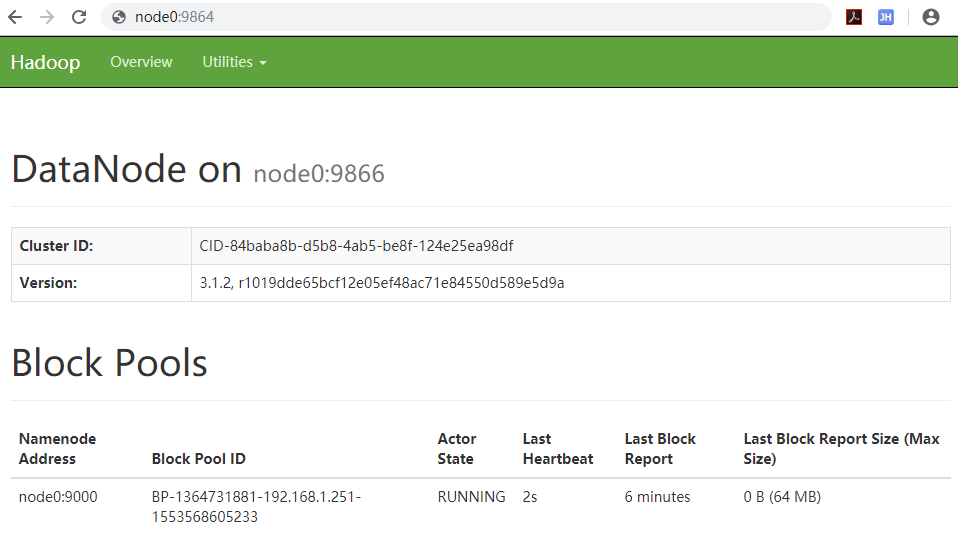 node0:9864
JH
Hadoop Overview Utilities
DataNode on node0:9866
Cluster ID: CID-84baba8b-d5b8-4ab5-be8f-124e25ea98df
Version: 3.1.2, r1019dde65bcf12e05ef48ac71e84550d589e5d9a
Block Pools
Namenode Address Block Pool ID Actor State Last Heartbeat Last Block Report Last Block Report Size (Max Size)
node0:9000 BP-1364731881-192.168.1.251- RUNNING 2s 6 minutes 0 B (64 MB)
1553568605233